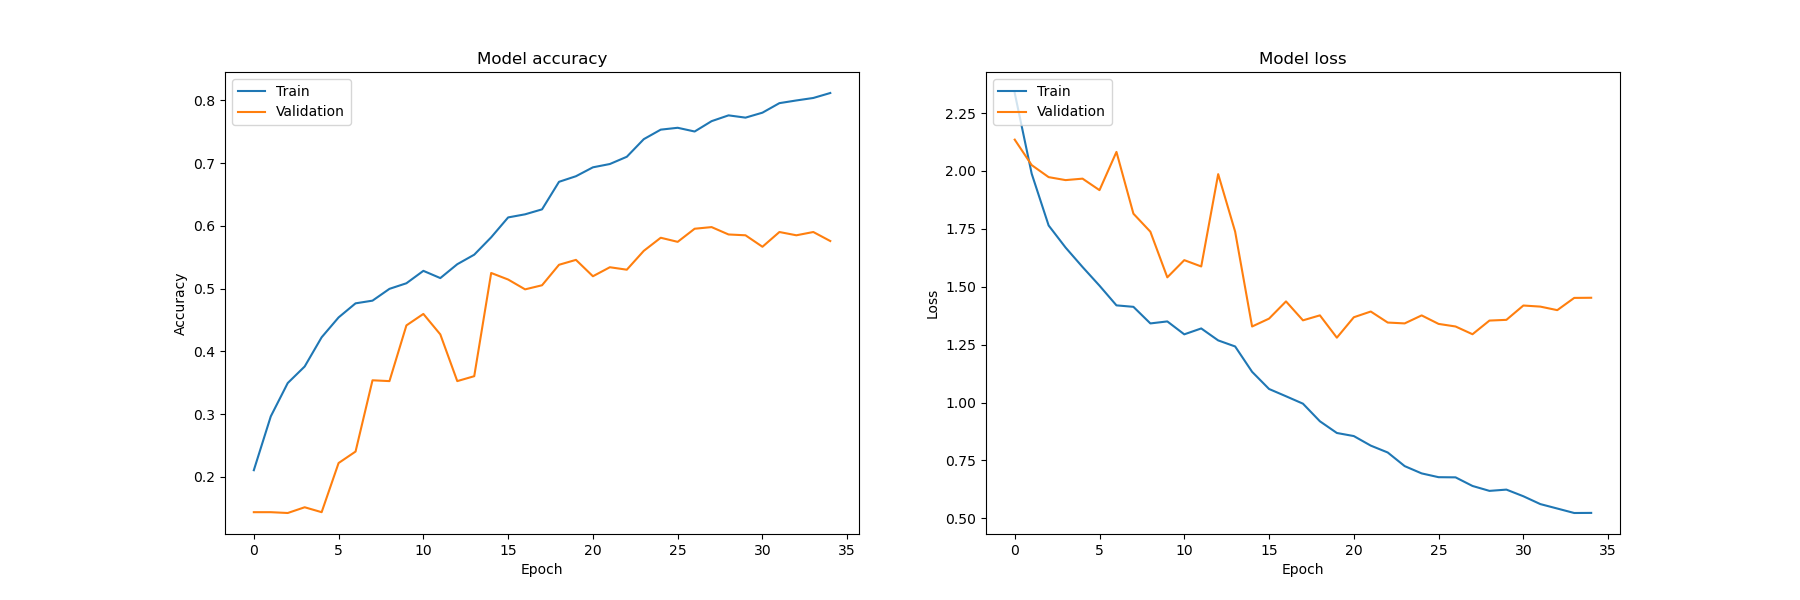 Model accuracy
Train
Validation
0.8
0.7
0.6
0.5
0.4
0.3
0.2
Accuracy
0 5 10 15 20 25 30 35
Epoch
Model loss
Train
Validation
2.25
2.00
1.75
1.50
1.25
1.00
0.75
0.50
Loss
0 5 10 15 20 25 30 35
Epoch